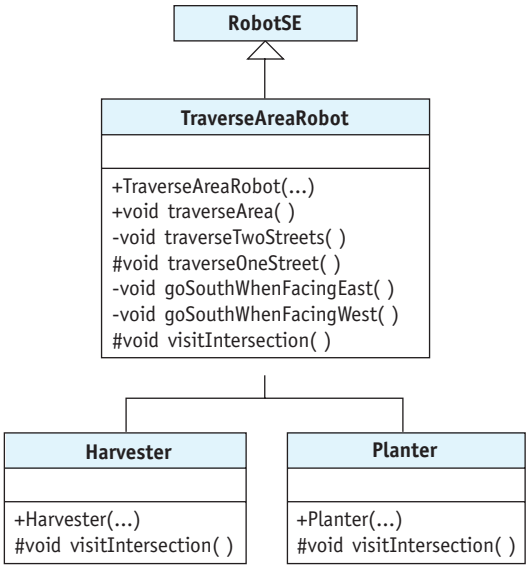 RobotSE
TraverseAreaRobot
+TraverseAreaRobot(...)
+void traverseArea( )
-void traverseTwoStreets( )
#void traverseOneStreet( )
-void goSouthWhenFacingEast( )
-void goSouthWhenFacingWest( )
#void visitIntersection( )
Harvester
+Harvester(...)
#void visitIntersection( )
Planter
+Planter(...)
#void visitIntersection( )